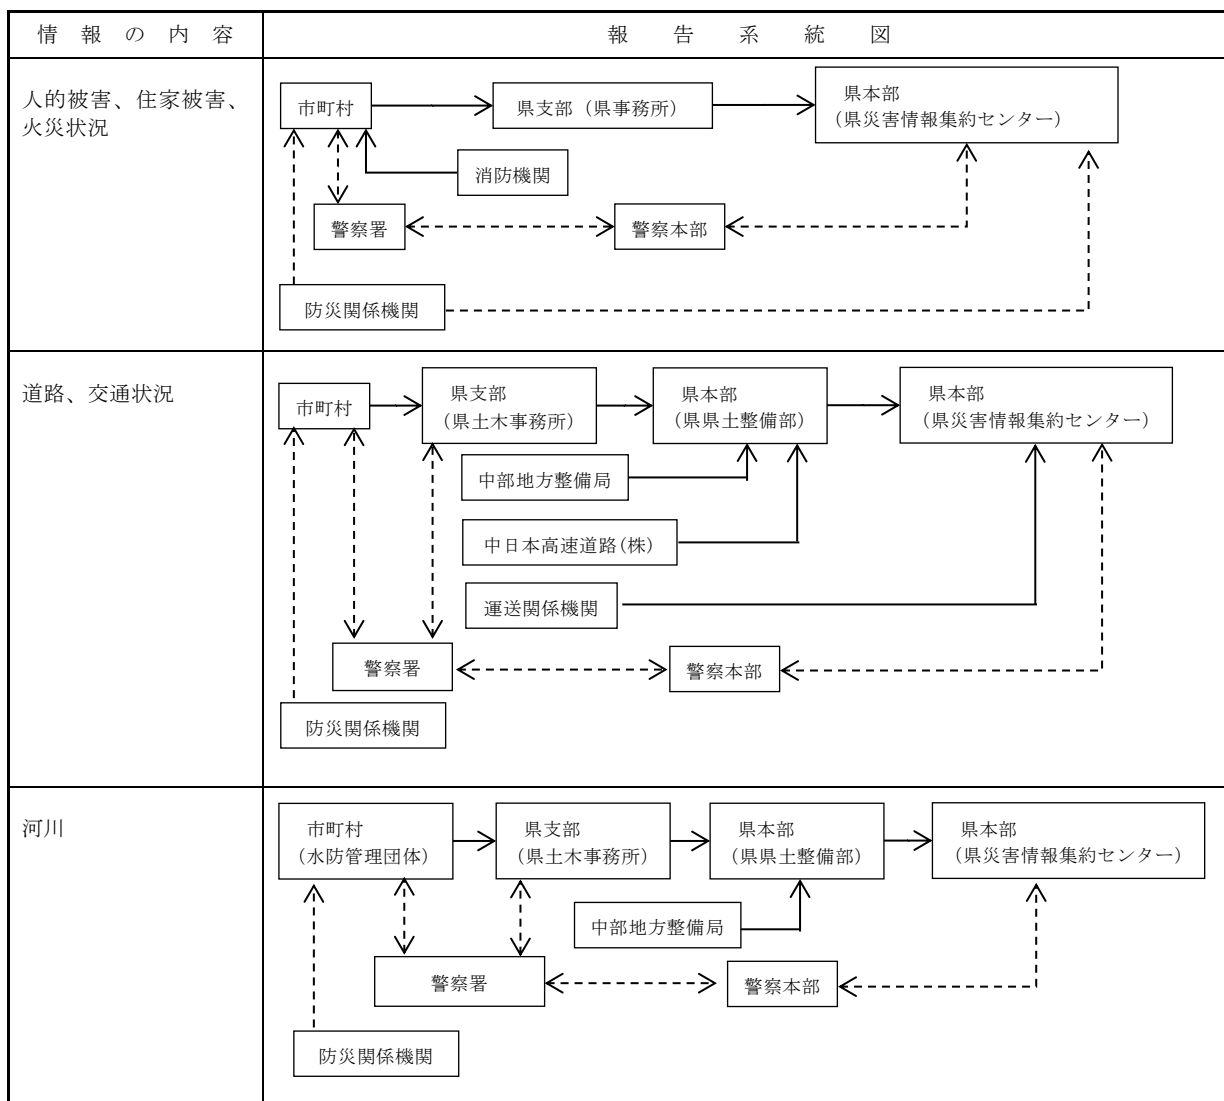 情報の内容
報告系統図
人的被害、住家被害、
火災状況
市町村
県支部（県事務所）
県本部
（県災害情報集約センター）
消防機関
警察署
警察本部
防災関係機関
道路、交通状況
市町村
県支部
（県土木事務所）
県本部
（県県土整備部）
県本部
（県災害情報集約センター）
中部地方整備局
中日本高速道路(株)
運送関係機関
警察署
警察本部
防災関係機関
河川
市町村
（水防管理団体）
県支部
（県土木事務所）
県本部
（県県土整備部）
県本部
（県災害情報集約センター）
中部地方整備局
警察署
警察本部
防災関係機関